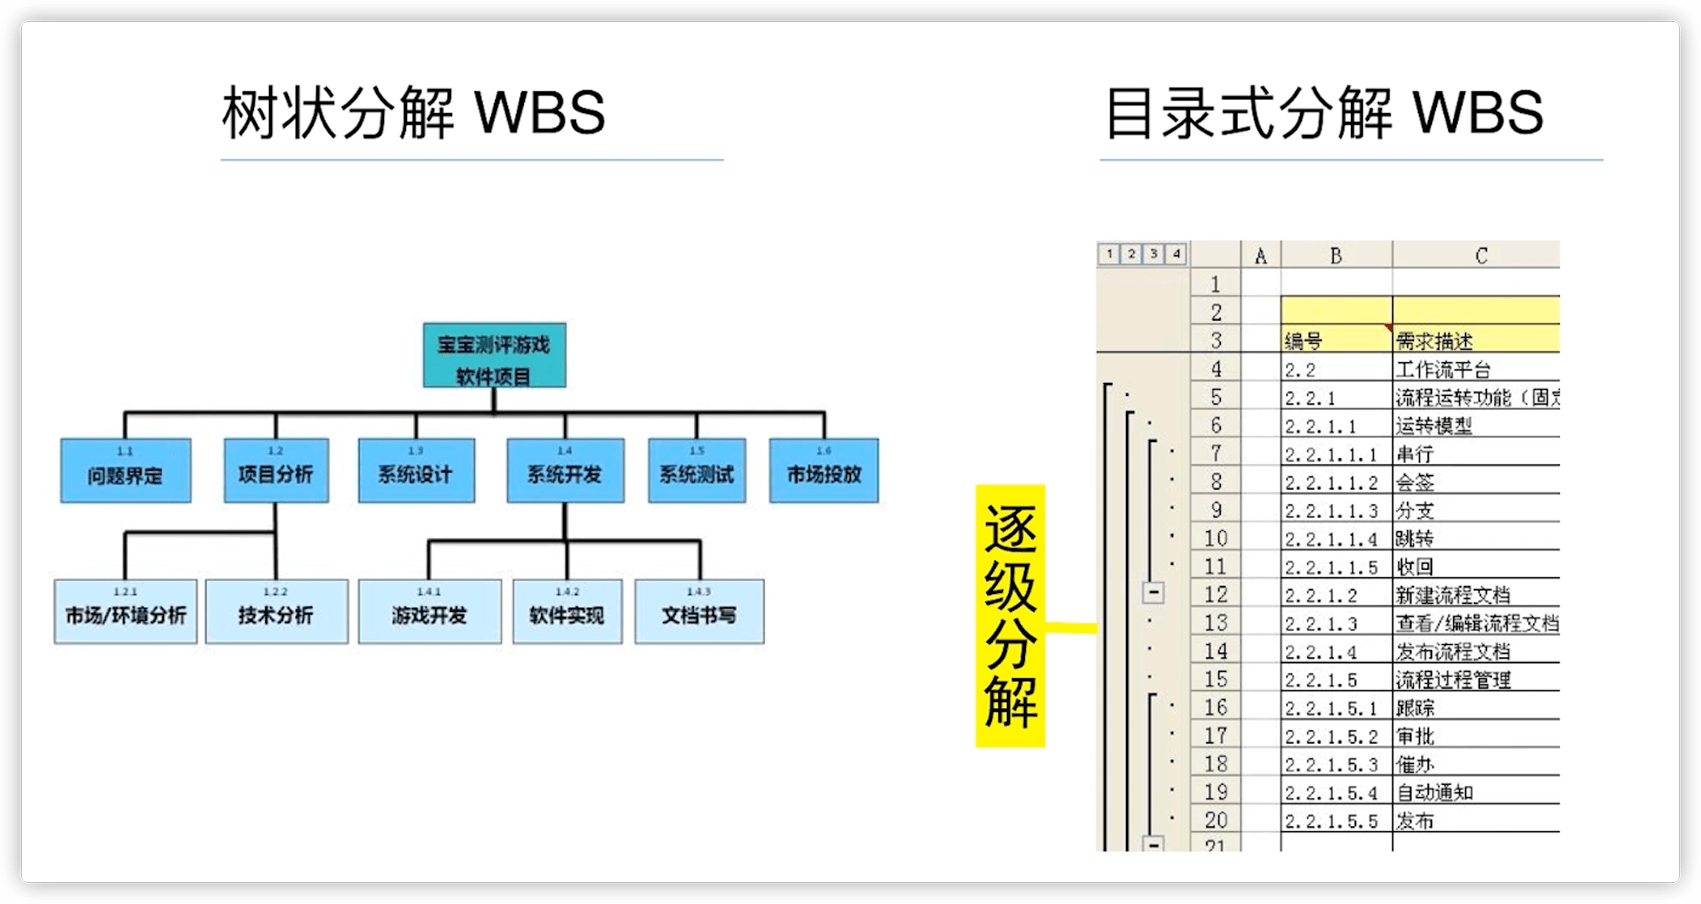 树状分解 WBS
目录式分解 WBS
宝宝测评游戏
软件项目
1.1
问题界定
1.2
项目分析
1.3
系统设计
1.4
系统开发
1.5
系统测试
1.6
市场投放
1.2.1
市场/环境分析
1.2.2
技术分析
1.4.1
游戏开发
1.4.2
软件实现
1.4.3
文档书写
逐级分解
1 2 3 4 A B C
1
2
3 编号 需求描述
4 2.2 工作流平台
5 2.2.1 流程运转功能（固定
6 2.2.1.1 运转模型
7 2.2.1.1.1 串行
8 2.2.1.1.2 会签
9 2.2.1.1.3 分支
10 2.2.1.1.4 跳转
11 2.2.1.1.5 收回
12 2.2.1.2 新建流程文档
13 2.2.1.3 查看/编辑流程文档
14 2.2.1.4 发布流程文档
15 2.2.1.5 流程过程管理
16 2.2.1.5.1 跟踪
17 2.2.1.5.2 审批
18 2.2.1.5.3 催办
19 2.2.1.5.4 自动通知
20 2.2.1.5.5 发布
21